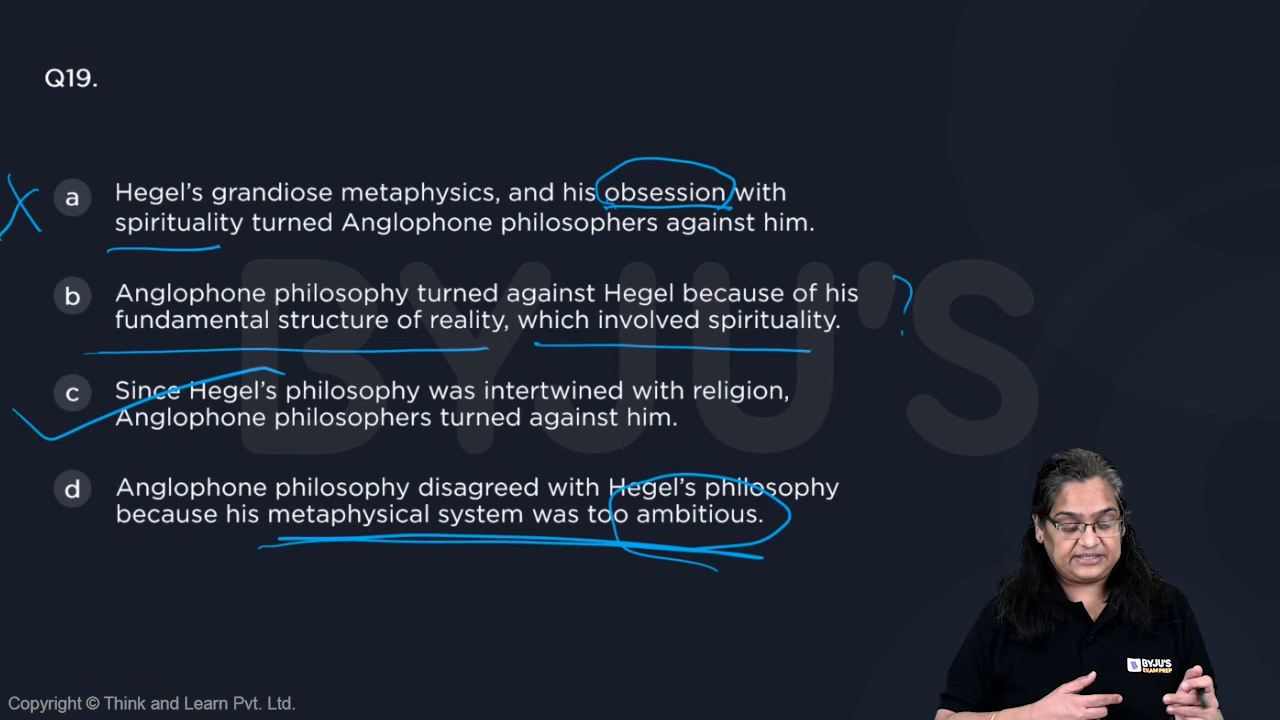 Q19.
a
Hegel's grandiose metaphysics, and his obsession with
spirituality turned Anglophone philosophers against him.
b
Anglophone philosophy turned against Hegel because of his
fundamental structure of reality, which involved spirituality.
?
c
Since Hegel's philosophy was intertwined with religion,
Anglophone philosophers turned against him.
d
Anglophone philosophy disagreed with Hegel's philosophy
because his metaphysical system was too ambitious.
BYJU'S
BYJU'S
EXAM PREP
Copyright © Think and Learn Pvt. Ltd.